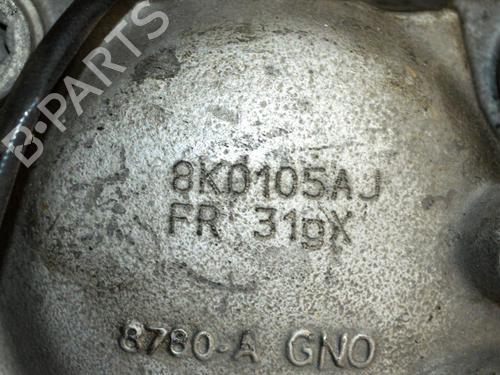 B-PARTS
8K0105AJ
FR 31gX
8780-A GNO